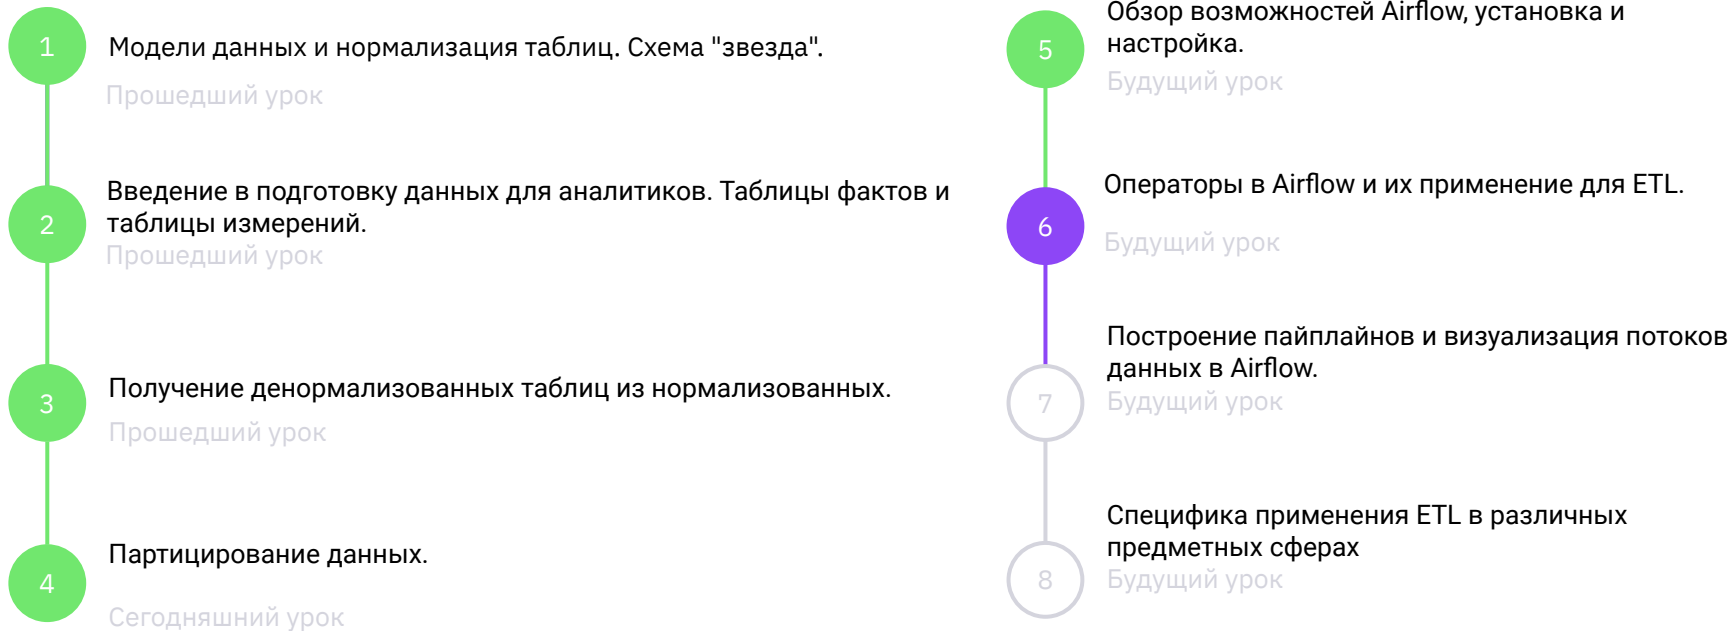 1
Модели данных и нормализация таблиц. Схема "звезда".
Прошедший урок
2
Введение в подготовку данных для аналитиков. Таблицы фактов и
таблицы измерений.
Прошедший урок
3
Получение денормализованных таблиц из нормализованных.
Прошедший урок
4
Партицирование данных.
Сегодняшний урок
5
Обзор возможностей Airflow, установка и
настройка.
Будущий урок
6
Операторы в Airflow и их применение для ETL.
Будущий урок
7
Построение пайплайнов и визуализация потоков
данных в Airflow.
Будущий урок
8
Специфика применения ETL в различных
предметных сферах
Будущий урок